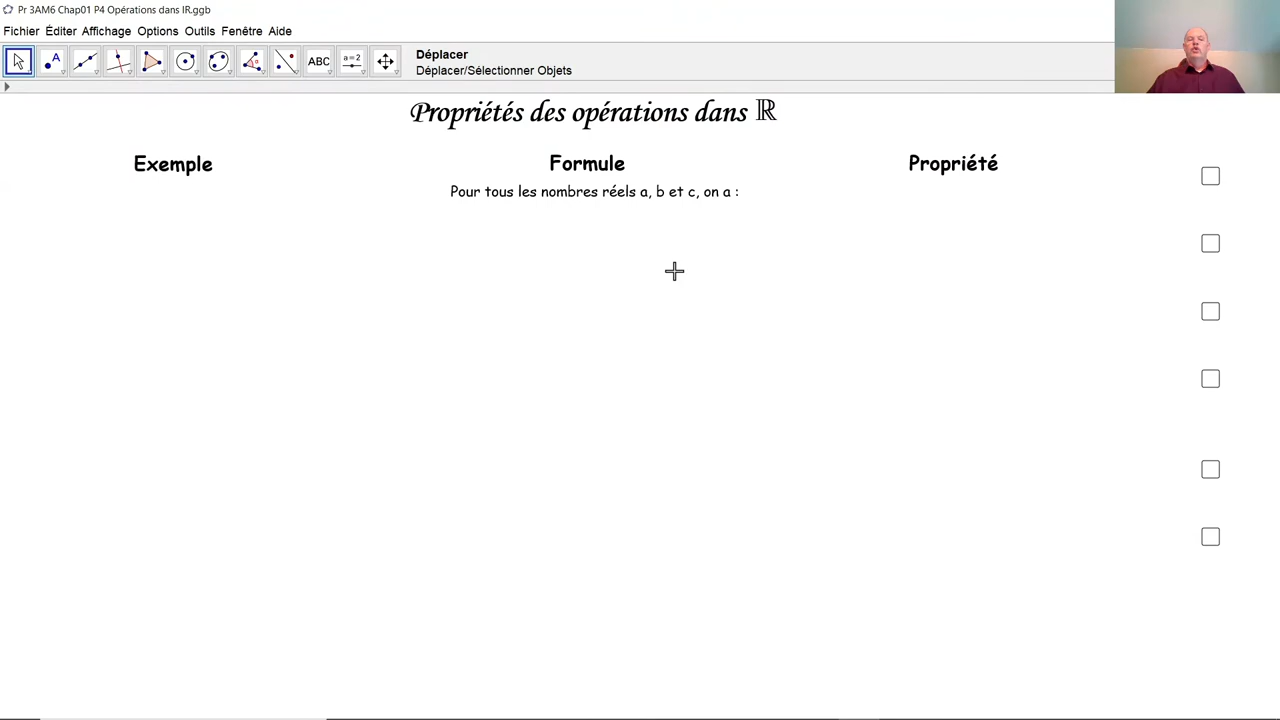 Pr 3AM6 Chap01 P4 Opérations dans IR.ggb
Fichier Éditer Affichage Options Outils Fenêtre Aide
A
ABC
a=2
Déplacer
Déplacer/Sélectionner Objets
Propriétés des opérations dans ℝ
Exemple Formule Propriété
Pour tous les nombres réels a, b et c, on a :